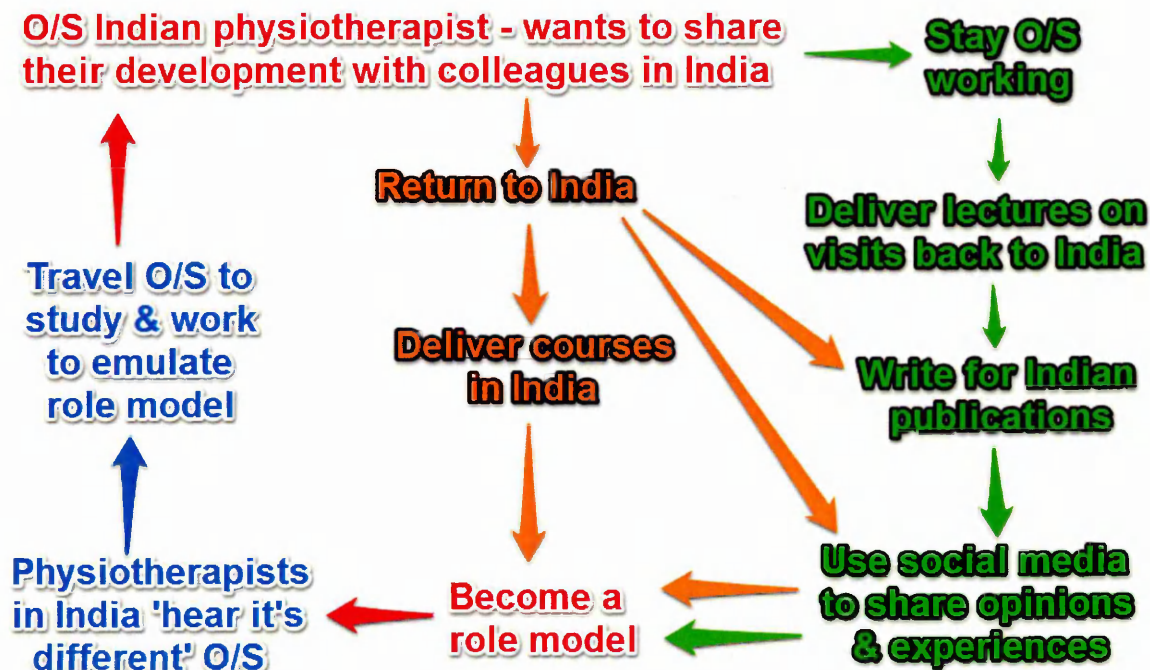 O/S Indian physiotherapist - wants to share
their development with colleagues in India
Stay O/S
working
Return to India
Deliver lectures on
visits back to India
Travel O/S to
study & work
to emulate
role model
Deliver courses
in India
Write for Indian
publications
Physiotherapists
in India 'hear it's
different' O/S
Become a
role model
Use social media
to share opinions
& experiences